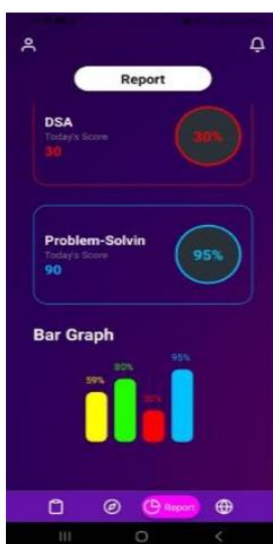 Report
DSA
Today's Score
30
30%
Problem-Solvin
Today's Score
90
95%
Bar Graph
59%
80%
30%
95%
Report